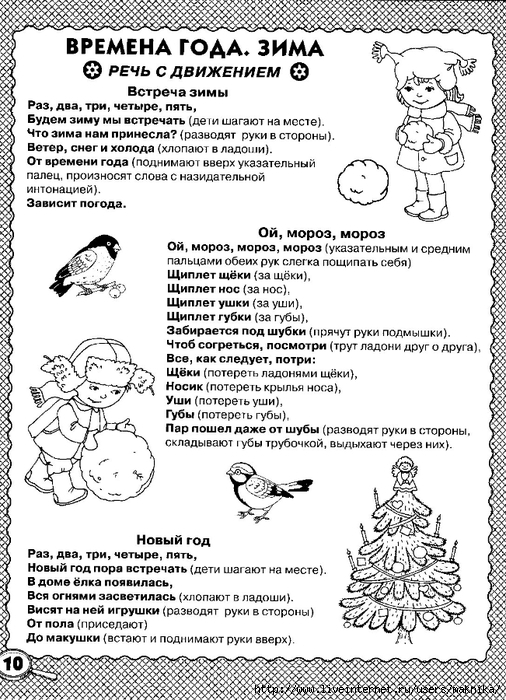 ВРЕМЕНА ГОДА. ЗИМА
РЕЧЬ С ДВИЖЕНИЕМ
Встреча зимы
Раз, два, три, четыре, пять,
Будем зиму мы встречать (дети шагают на месте).
Что зима нам принесла? (разводят руки в стороны).
Ветер, снег и холода (хлопают в ладоши).
От времени года (поднимают вверх указательный
палец, произносят слова с назидательной
интонацией).
Зависит погода.
Ой, мороз, мороз
Ой, мороз, мороз, мороз (указательным и средним
пальцами обеих рук слегка пощипать себя)
Щиплет щёки (за щёки),
Щиплет нос (за нос),
Щиплет ушки (за уши),
Щиплет губки (за губы),
Забирается под шубки (прячут руки подмышки).
Чтоб согреться, посмотри (трут ладони друг о друга),
Все, как следует, потри:
Щёки (потереть ладонями щёки),
Носик (потереть крылья носа),
Уши (потереть уши),
Губы (потереть губы),
Пар пошел даже от шубы (разводят руки в стороны,
складывают губы трубочкой, выдыхают через них).
Новый год
Раз, два, три, четыре, пять,
Новый год пора встречать (дети шагают на месте).
В доме ёлка появилась,
Вся огнями засветилась (хлопают в ладоши).
Висят на ней игрушки (разводят руки в стороны)
От пола (приседают)
До макушки (встают и поднимают руки вверх).
10
http://www.liveinternet.ru/users/maknika/